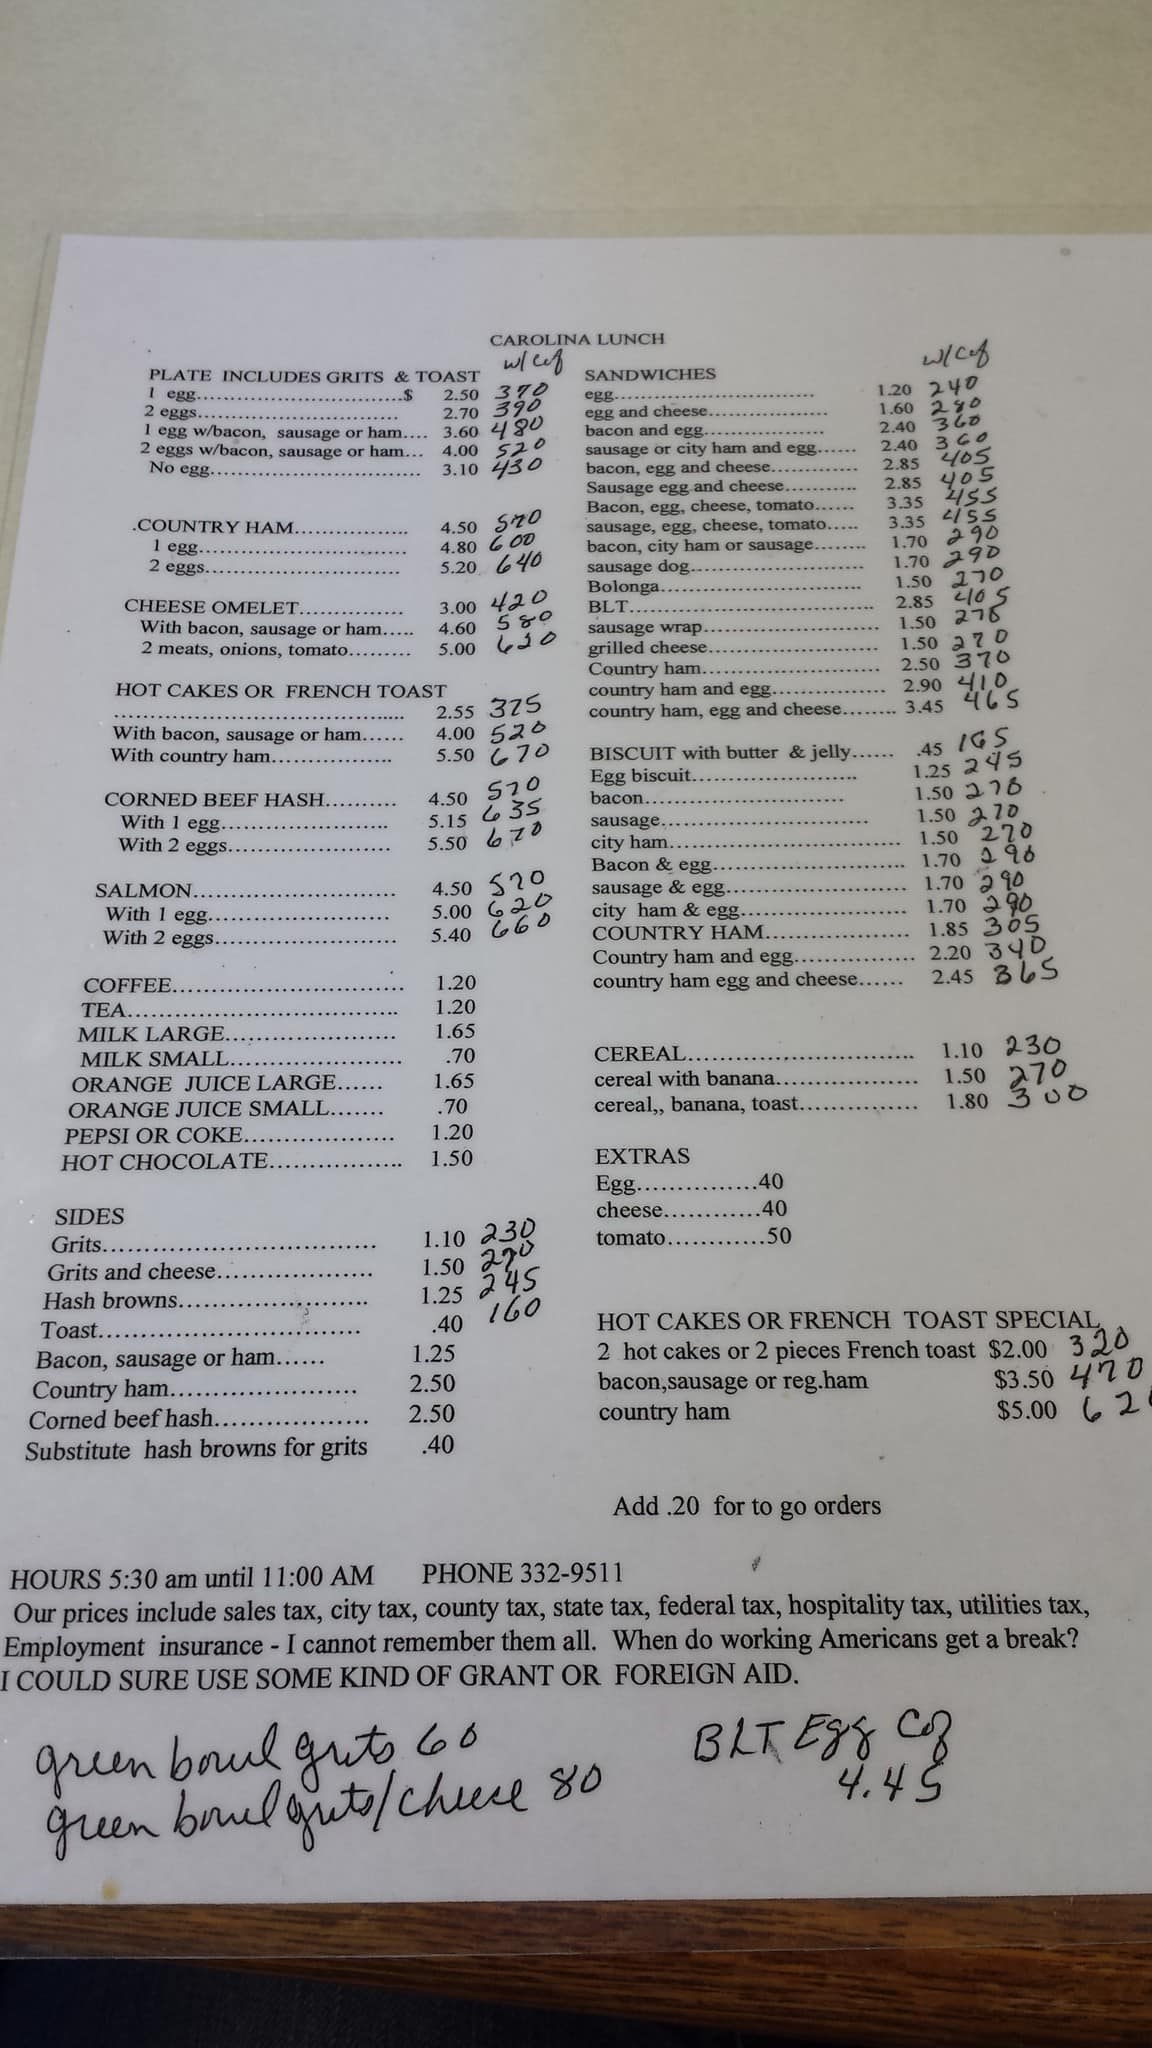 CAROLINA LUNCH
w/cof
PLATE INCLUDES GRITS & TOAST
1 egg..............................$ 2.50 370
2 eggs.............................. 2.70 390
1 egg w/bacon, sausage or ham.... 3.60 480
2 eggs w/bacon, sausage or ham... 4.00 520
No egg.............................. 3.10 430
.COUNTRY HAM................. 4.50 570
1 egg.............................. 4.80 600
2 eggs.............................. 5.20 640
CHEESE OMELET............... 3.00 420
With bacon, sausage or ham..... 4.60 580
2 meats, onions, tomato......... 5.00 620
HOT CAKES OR FRENCH TOAST
.......................................... 2.55 375
With bacon, sausage or ham...... 4.00 520
With country ham................. 5.50 670
CORNED BEEF HASH.......... 4.50 570
With 1 egg........................ 5.15 635
With 2 eggs....................... 5.50 670
SALMON............................. 4.50 570
With 1 egg.......................... 5.00 620
With 2 eggs......................... 5.40 660
COFFEE................................ 1.20
TEA..................................... 1.20
MILK LARGE........................ 1.65
MILK SMALL........................ .70
ORANGE JUICE LARGE...... 1.65
ORANGE JUICE SMALL....... .70
PEPSI OR COKE................... 1.20
HOT CHOCOLATE................. 1.50
SIDES
Grits.................................. 1.10 230
Grits and cheese.................... 1.50 270
Hash browns........................ 1.25 245
Toast................................. .40 160
Bacon, sausage or ham...... 1.25
Country ham....................... 2.50
Corned beef hash................. 2.50
Substitute hash browns for grits .40
w/cof
SANDWICHES
egg.............................. 1.20 240
egg and cheese.................. 1.60 280
bacon and egg.................. 2.40 360
sausage or city ham and egg...... 2.40 360
bacon, egg and cheese............. 2.85 405
Sausage egg and cheese........... 2.85 405
Bacon, egg, cheese, tomato...... 3.35 455
sausage, egg, cheese, tomato..... 3.35 455
bacon, city ham or sausage........ 1.70 290
sausage dog.......................... 1.70 290
Bolonga............................... 1.50 270
BLT..................................... 2.85 405
sausage wrap.......................... 1.50 270
grilled cheese......................... 1.50 270
Country ham.......................... 2.50 370
country ham and egg................ 2.90 410
country ham, egg and cheese........ 3.45 465
BISCUIT with butter & jelly...... .45 165
Egg biscuit......................... 1.25 245
bacon............................... 1.50 270
sausage............................. 1.50 270
city ham............................ 1.50 270
Bacon & egg........................ 1.70 290
sausage & egg...................... 1.70 290
city ham & egg..................... 1.70 290
COUNTRY HAM................... 1.85 305
Country ham and egg................ 2.20 340
country ham egg and cheese...... 2.45 365
CEREAL............................... 1.10 230
cereal with banana.................. 1.50 270
cereal,, banana, toast............... 1.80 300
EXTRAS
Egg...............40
cheese............40
tomato............50
HOT CAKES OR FRENCH TOAST SPECIAL
2 hot cakes or 2 pieces French toast $2.00 320
bacon,sausage or reg.ham $3.50 470
country ham $5.00
Add .20 for to go orders
HOURS 5:30 am until 11:00 AM PHONE 332-9511
Our prices include sales tax, city tax, county tax, state tax, federal tax, hospitality tax, utilities tax,
Employment insurance - I cannot remember them all. When do working Americans get a break?
I COULD SURE USE SOME KIND OF GRANT OR FOREIGN AID.
green bowl grits 60
green bowl grits/cheese 80
BLT Egg Cof
4.45